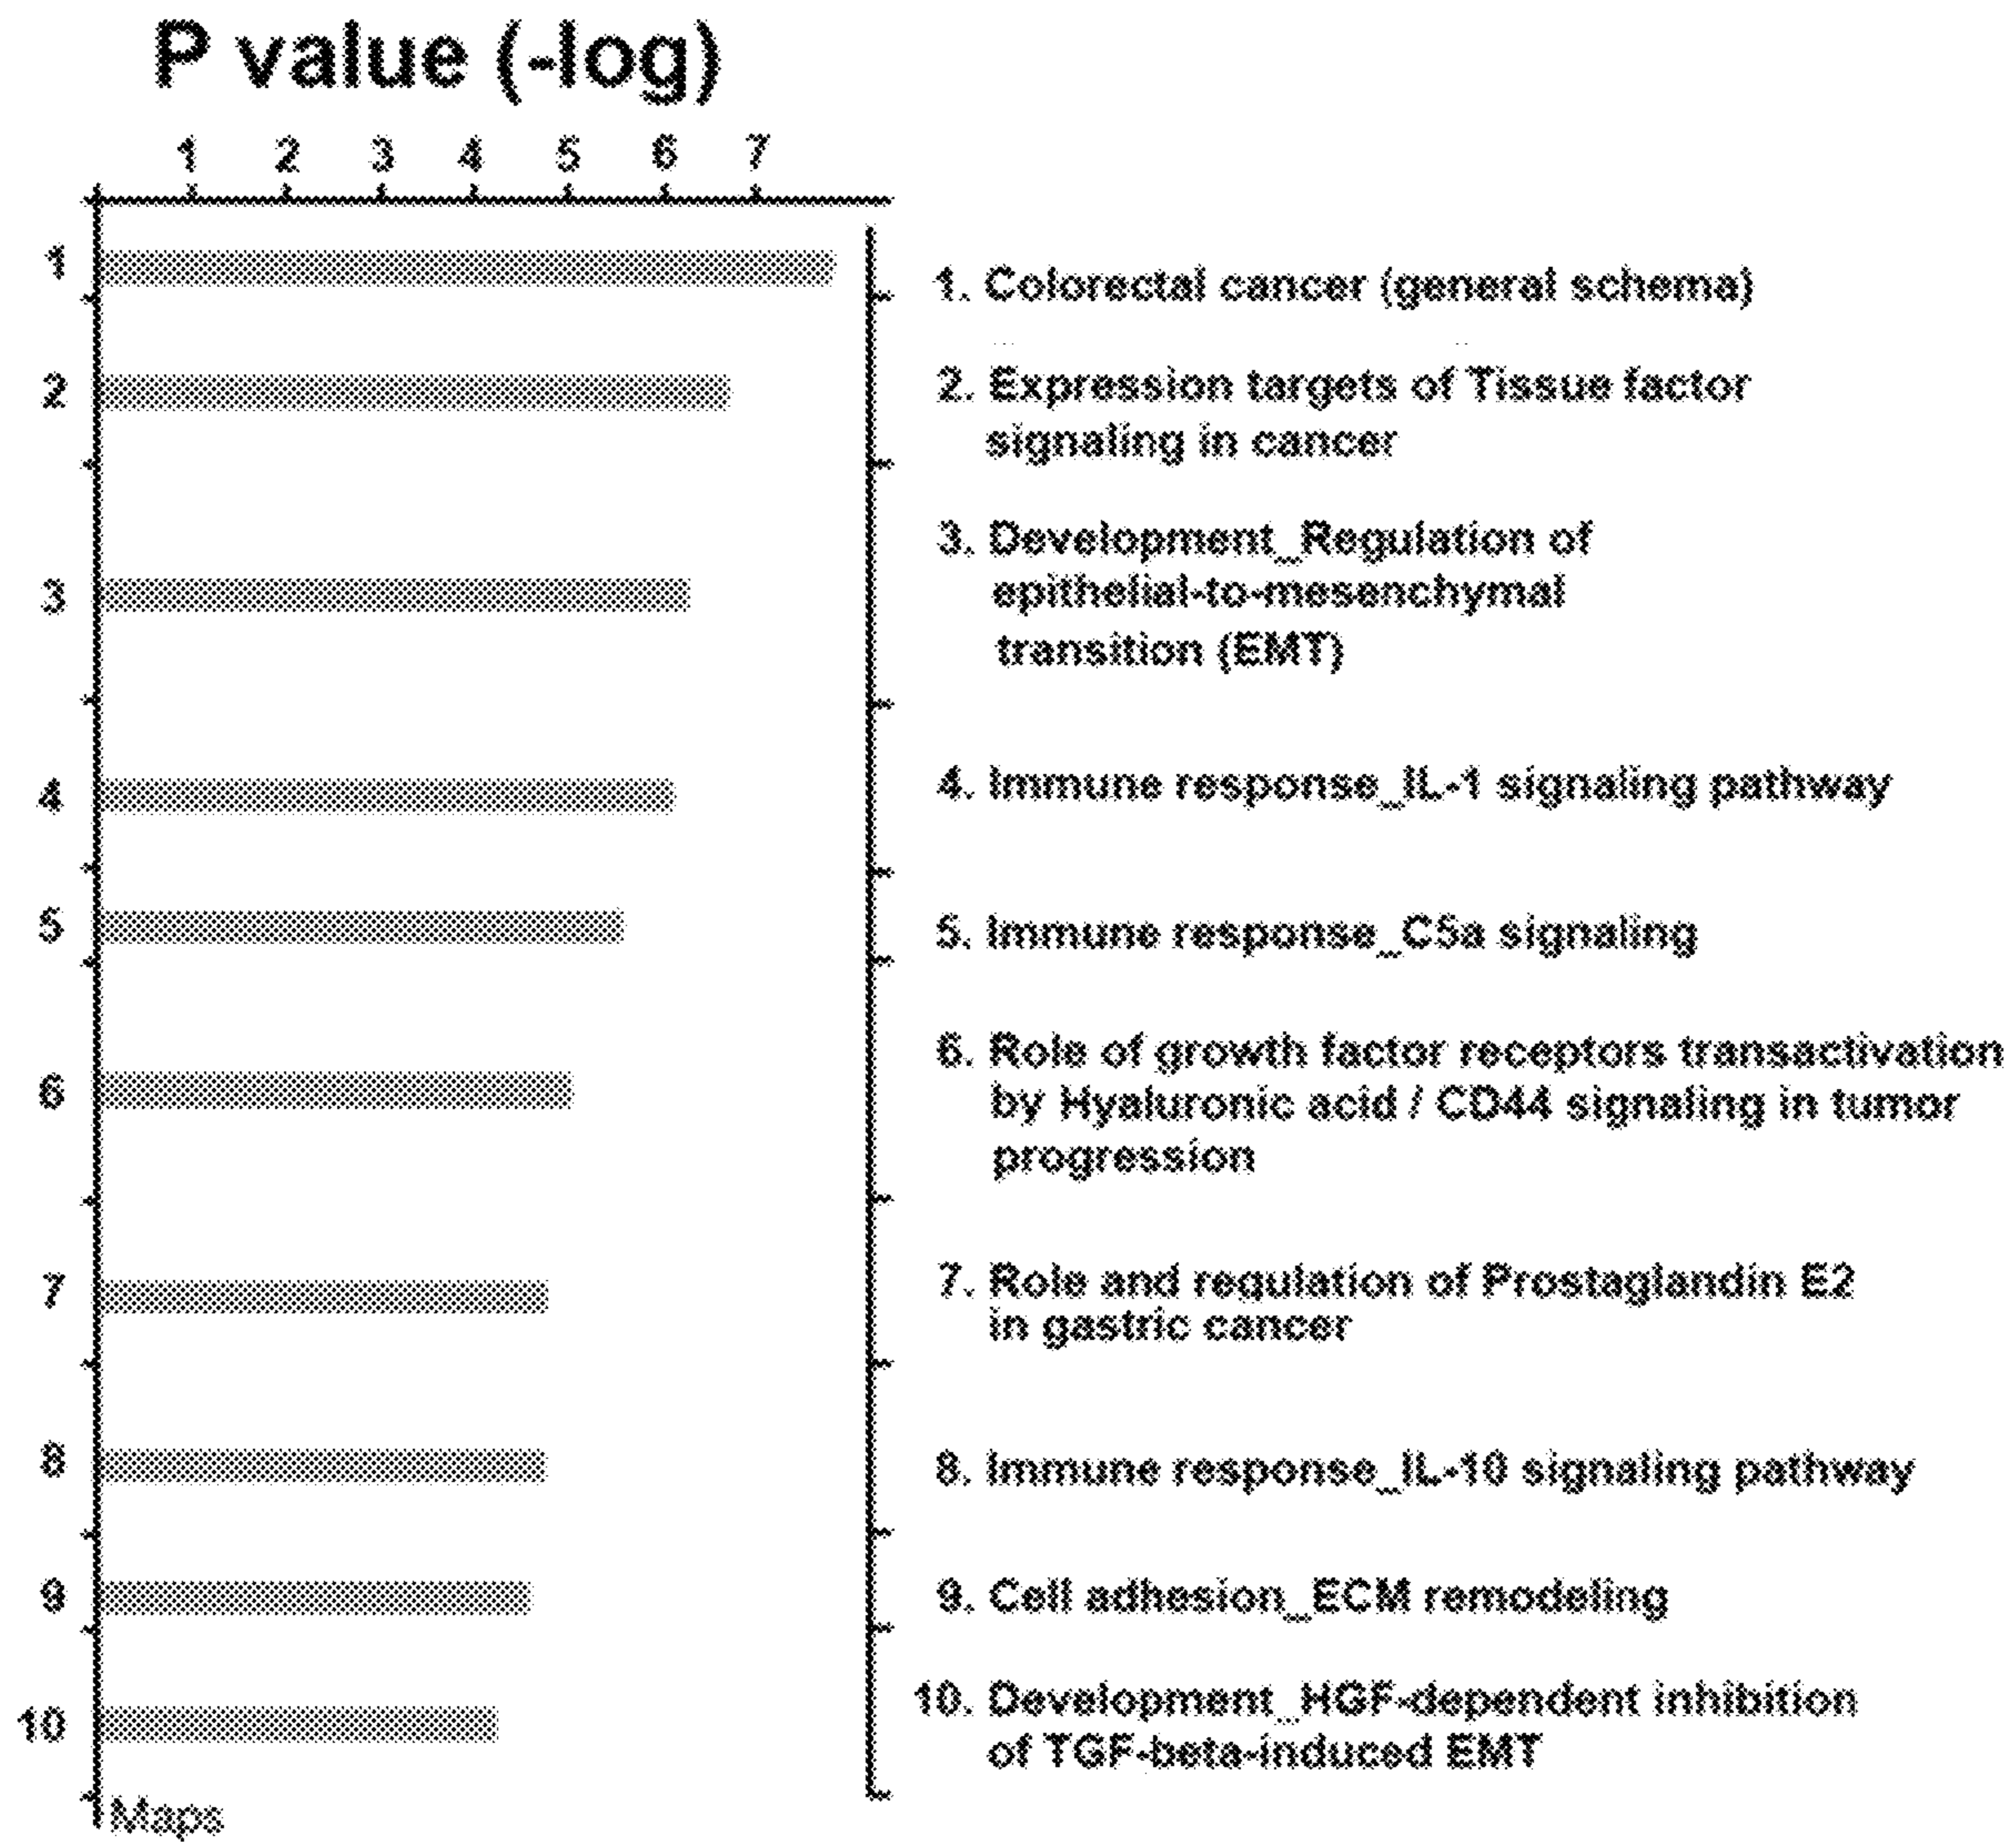 P value (-log)
1 2 3 4 5 6 7
1
2
3
4
5
6
7
8
9
10
Maps
1. Colorectal cancer (general schema)
2. Expression targets of Tissue factor
signaling in cancer
3. Development_Regulation of
epithelial-to-mesenchymal
transition (EMT)
4. Immune response_IL-1 signaling pathway
5. Immune response_C5a signaling
6. Role of growth factor receptors transactivation
by Hyaluronic acid / CD44 signaling in tumor
progression
7. Role and regulation of Prostaglandin E2
in gastric cancer
8. Immune response_IL-10 signaling pathway
9. Cell adhesion_ECM remodeling
10. Development_HGF-dependent inhibition
of TGF-beta-induced EMT